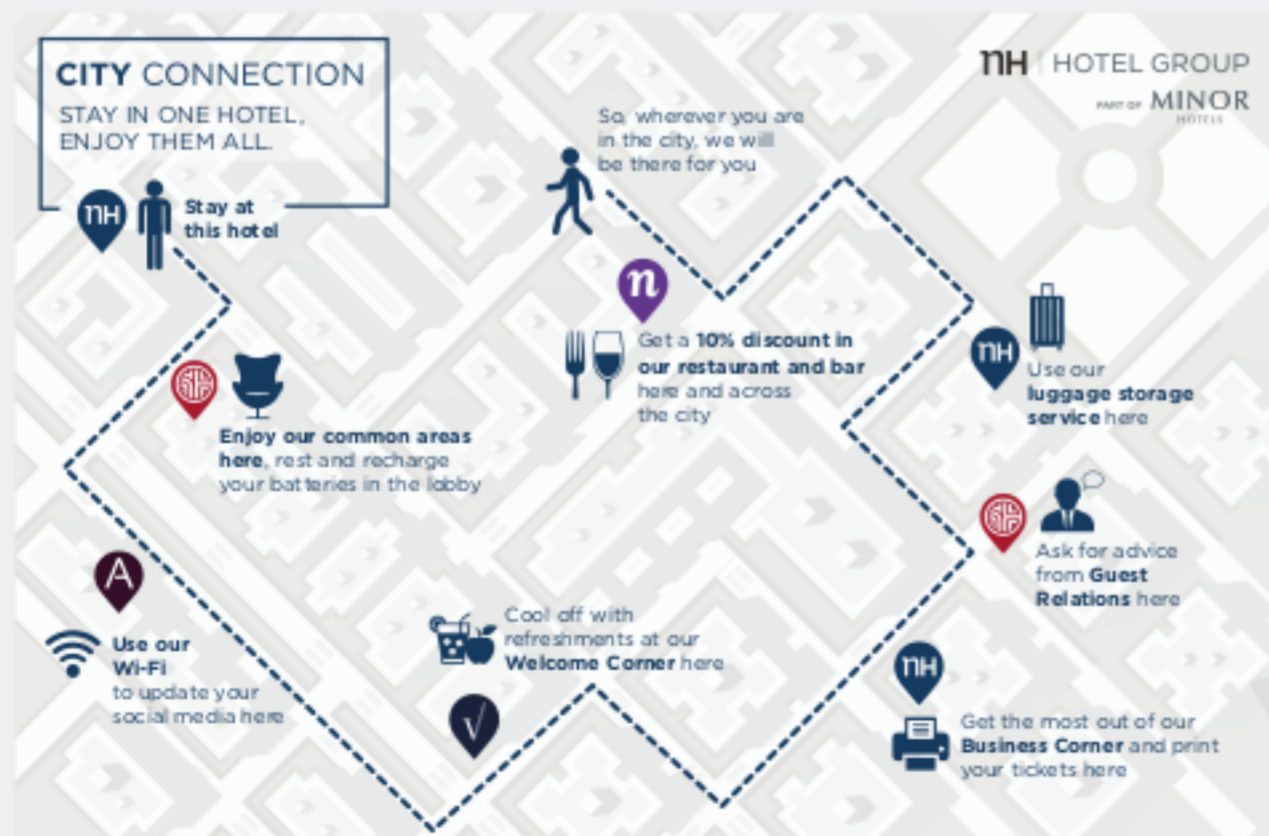 CITY CONNECTION
STAY IN ONE HOTEL,
ENJOY THEM ALL.
nH
Stay at
this hotel
nH | HOTEL GROUP
PART OF MINOR
HOTELS
So, wherever you are
in the city, we will
be there for you
n
Get a 10% discount in
our restaurant and bar
here and across
the city
nH
Use our
luggage storage
service here
Enjoy our common areas
here, rest and recharge
your batteries in the lobby
Ask for advice
from Guest
Relations here
A
Use our
Wi-Fi
to update your
social media here
Cool off with
refreshments at our
Welcome Corner here
√
nH
Get the most out of our
Business Corner and print
your tickets here